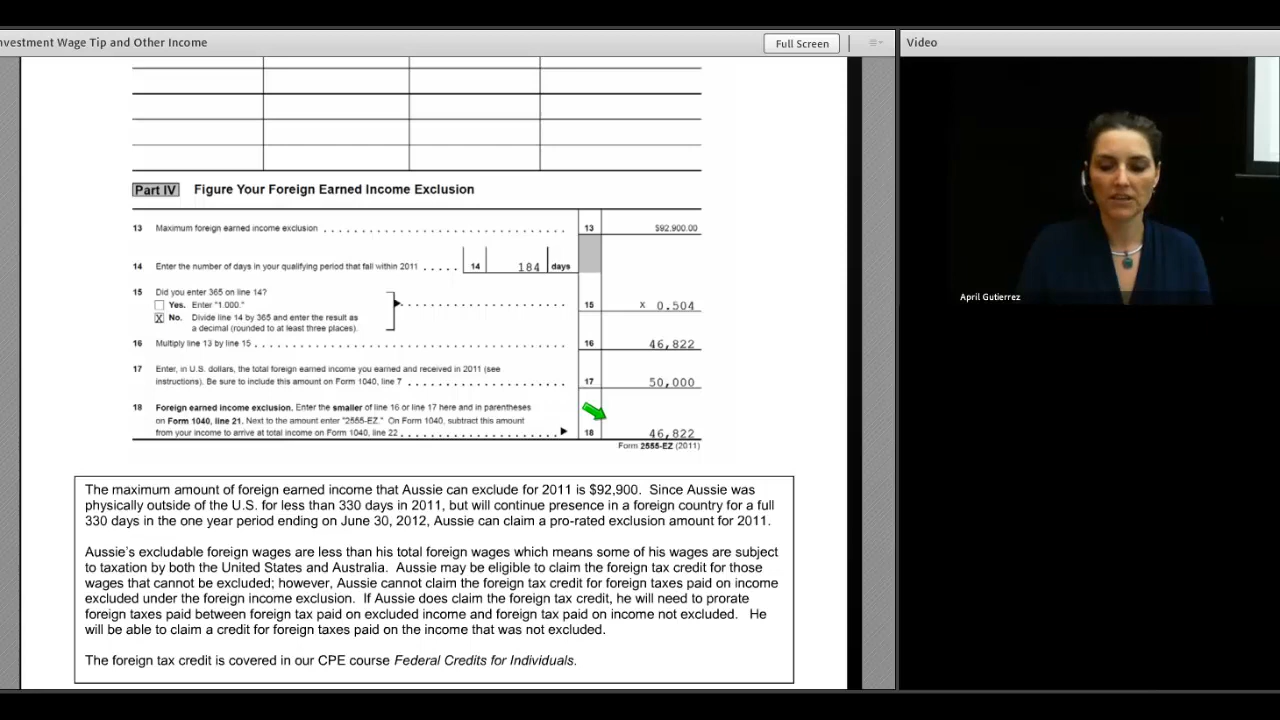 nvestment Wage Tip and Other Income
Full Screen
Video
Part IV Figure Your Foreign Earned Income Exclusion
13 Maximum foreign earned income exclusion 13 $92,900.00
14 Enter the number of days in your qualifying period that fall within 2011 14 184 days
15 Did you enter 365 on line 14?
Yes. Enter "1.000." 15 x 0.504
X No. Divide line 14 by 365 and enter the result as
a decimal (rounded to at least three places).
16 Multiply line 13 by line 15 16 46,822
17 Enter, in U.S. dollars, the total foreign earned income you earned and received in 2011 (see
instructions). Be sure to include this amount on Form 1040, line 7 17 50,000
18 Foreign earned income exclusion. Enter the smaller of line 16 or line 17 here and in parentheses
on Form 1040, line 21. Next to the amount enter "2555-EZ." On Form 1040, subtract this amount
from your income to arrive at total income on Form 1040, line 22 18 46,822
Form 2555-EZ (2011)
The maximum amount of foreign earned income that Aussie can exclude for 2011 is $92,900. Since Aussie was
physically outside of the U.S. for less than 330 days in 2011, but will continue presence in a foreign country for a full
330 days in the one year period ending on June 30, 2012, Aussie can claim a pro-rated exclusion amount for 2011.
Aussie's excludable foreign wages are less than his total foreign wages which means some of his wages are subject
to taxation by both the United States and Australia. Aussie may be eligible to claim the foreign tax credit for those
wages that cannot be excluded; however, Aussie cannot claim the foreign tax credit for foreign taxes paid on income
excluded under the foreign income exclusion. If Aussie does claim the foreign tax credit, he will need to prorate
foreign taxes paid between foreign tax paid on excluded income and foreign tax paid on income not excluded. He
will be able to claim a credit for foreign taxes paid on the income that was not excluded.
The foreign tax credit is covered in our CPE course Federal Credits for Individuals.
April Gutierrez